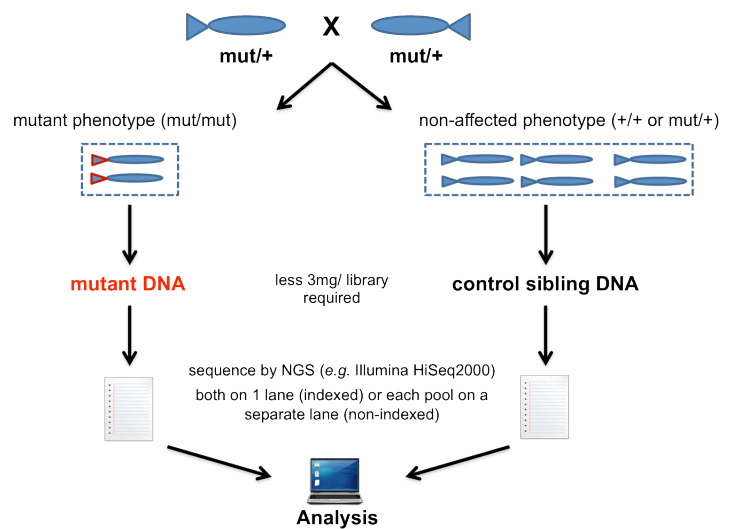 X
mut/+ mut/+
mutant phenotype (mut/mut)
non-affected phenotype (+/+ or mut/+)
mutant DNA
less 3mg/ library
required
control sibling DNA
sequence by NGS (e.g. Illumina HiSeq2000)
both on 1 lane (indexed) or each pool on a
separate lane (non-indexed)
Analysis